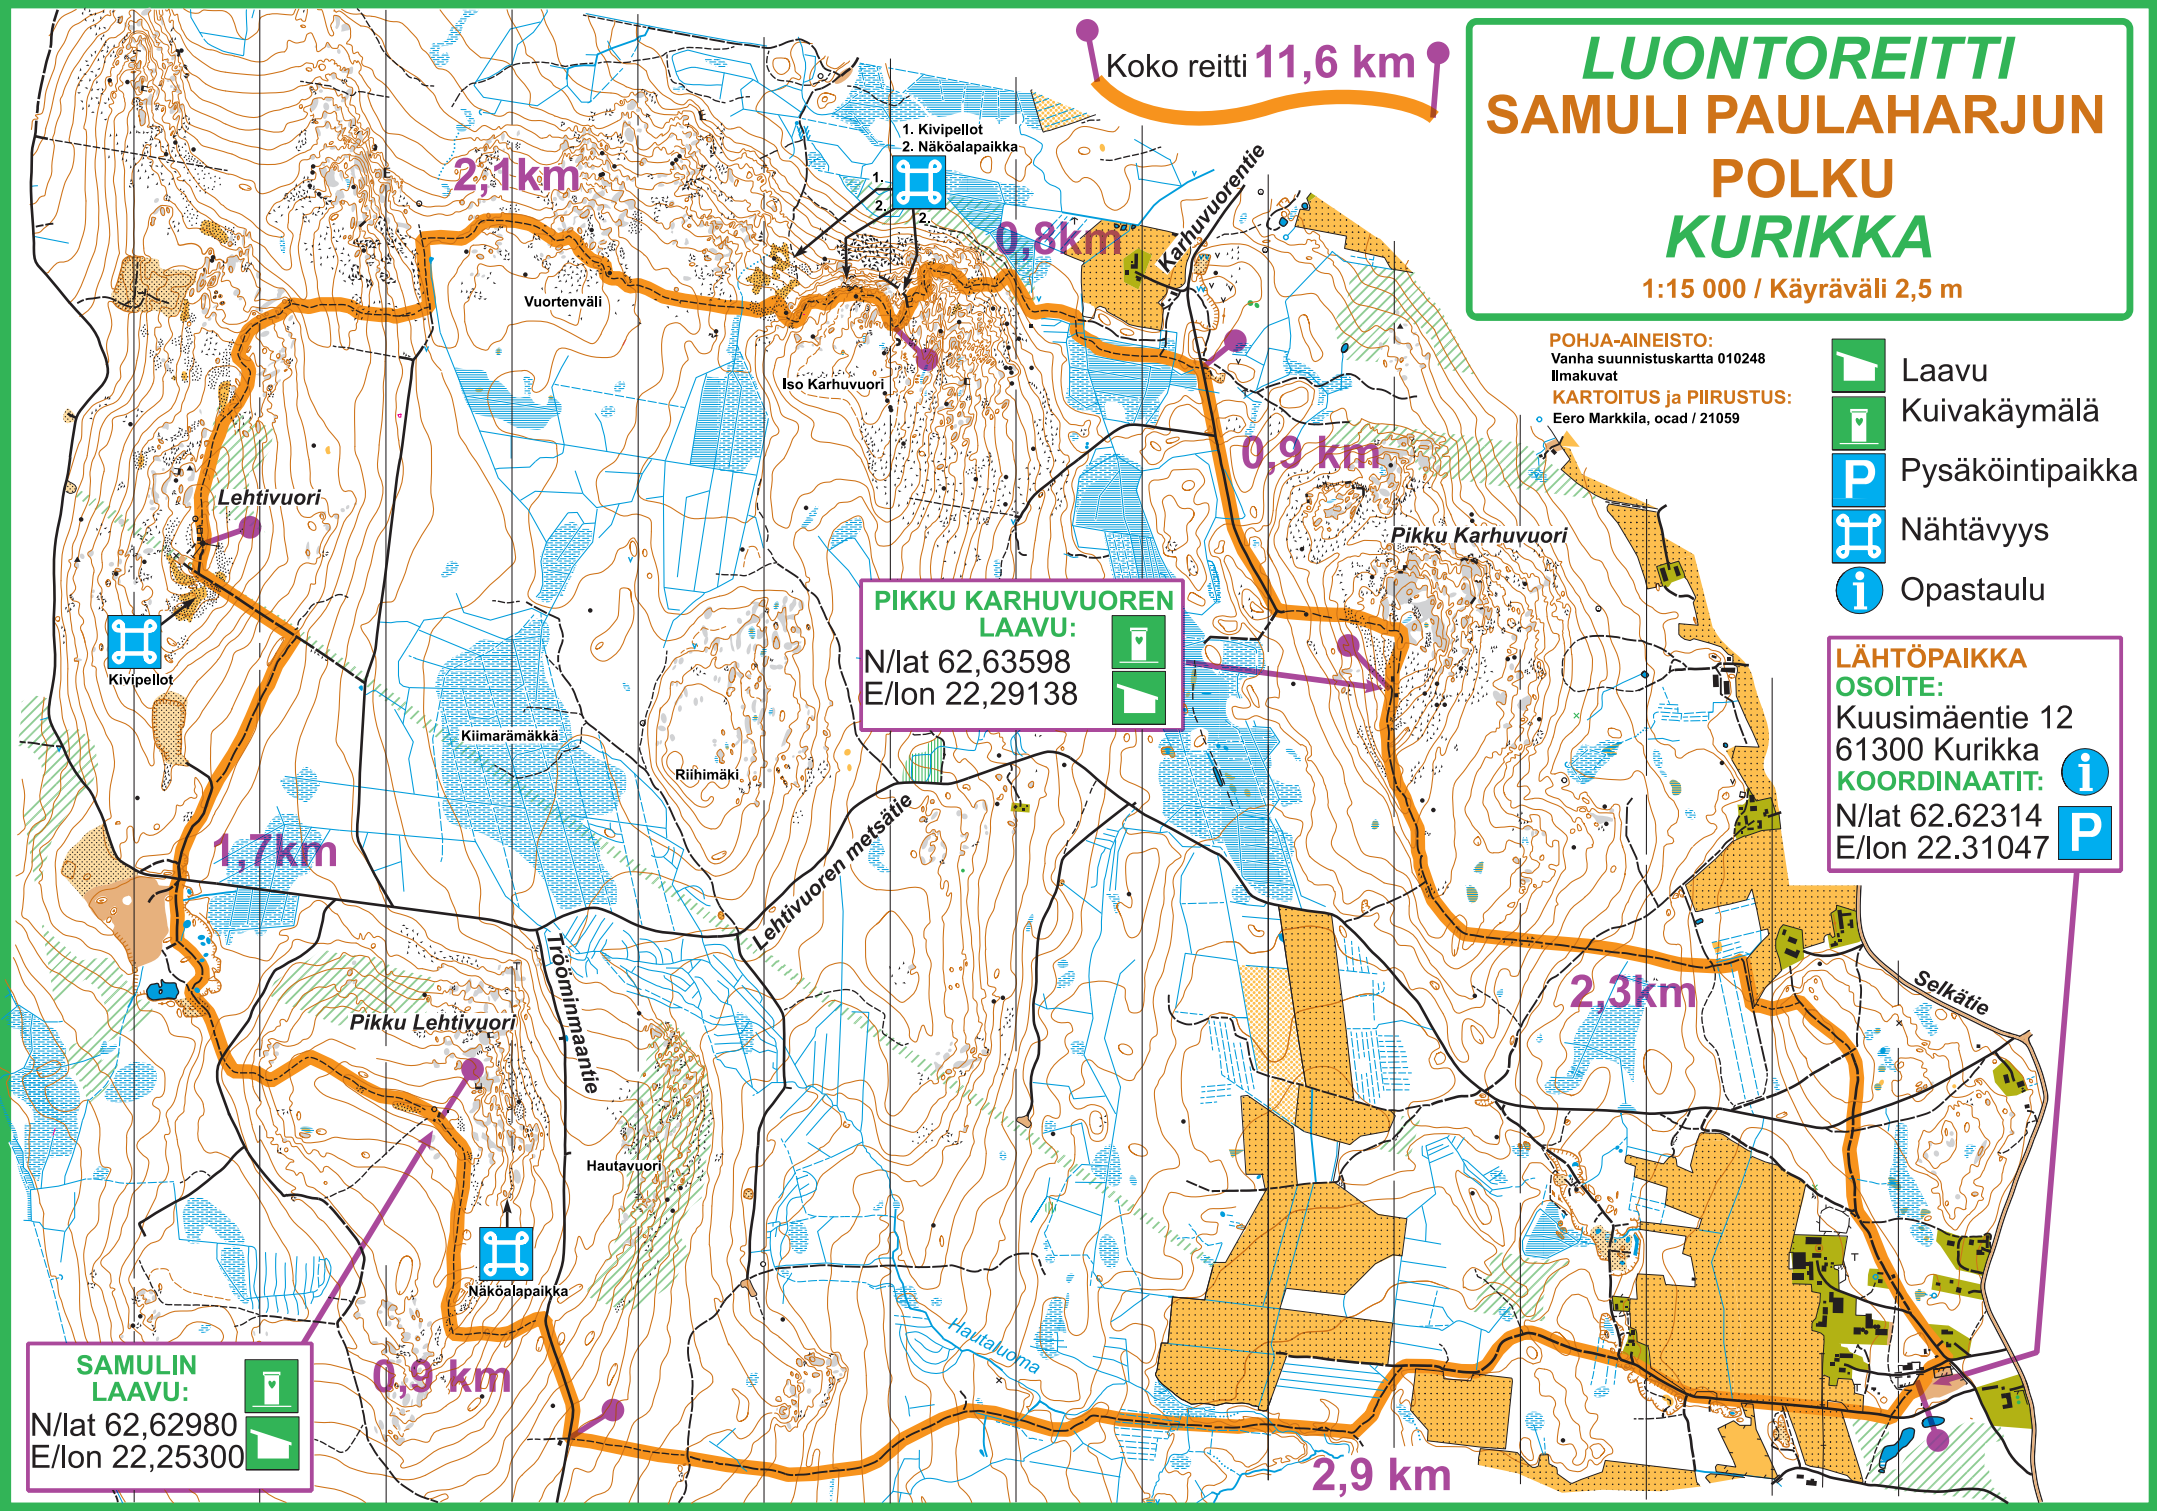 Koko reitti 11,6 km
LUONTOREITTI
SAMULI PAULAHARJUN
POLKU
KURIKKA
1:15 000 / Käyräväli 2,5 m
POHJA-AINEISTO:
Vanha suunnistuskartta 010248
Ilmakuvat
KARTOITUS ja PIIRUSTUS:
Eero Markkila, ocad / 21059
Laavu
Kuivakäymälä
P Pysäköintipaikka
Nähtävyys
i Opastaulu
1. Kivipellot
2. Näköalapaikka
1.
2.
2.
2,1km
0,8km
Karhuvuorentie
Vuortenväli
Iso Karhuvuori
0,9 km
Lehtivuori
Pikku Karhuvuori
PIKKU KARHUVUOREN
LAAVU:
N/lat 62,63598
E/lon 22,29138
Kivipellot
LÄHTÖPAIKKA
OSOITE:
Kuusimäentie 12
61300 Kurikka
KOORDINAATIT:
N/lat 62.62314
E/lon 22.31047
i
P
Kiimarämäkkä
Riihimäki
Lehtivuoren metsätie
1,7km
Trööminmaantie
2,3km
Selkätie
Pikku Lehtivuori
Hautavuori
Näköalapaikka
Hautaluoma
SAMULIN
LAAVU:
N/lat 62,62980
E/lon 22,25300
0,9 km
2,9 km